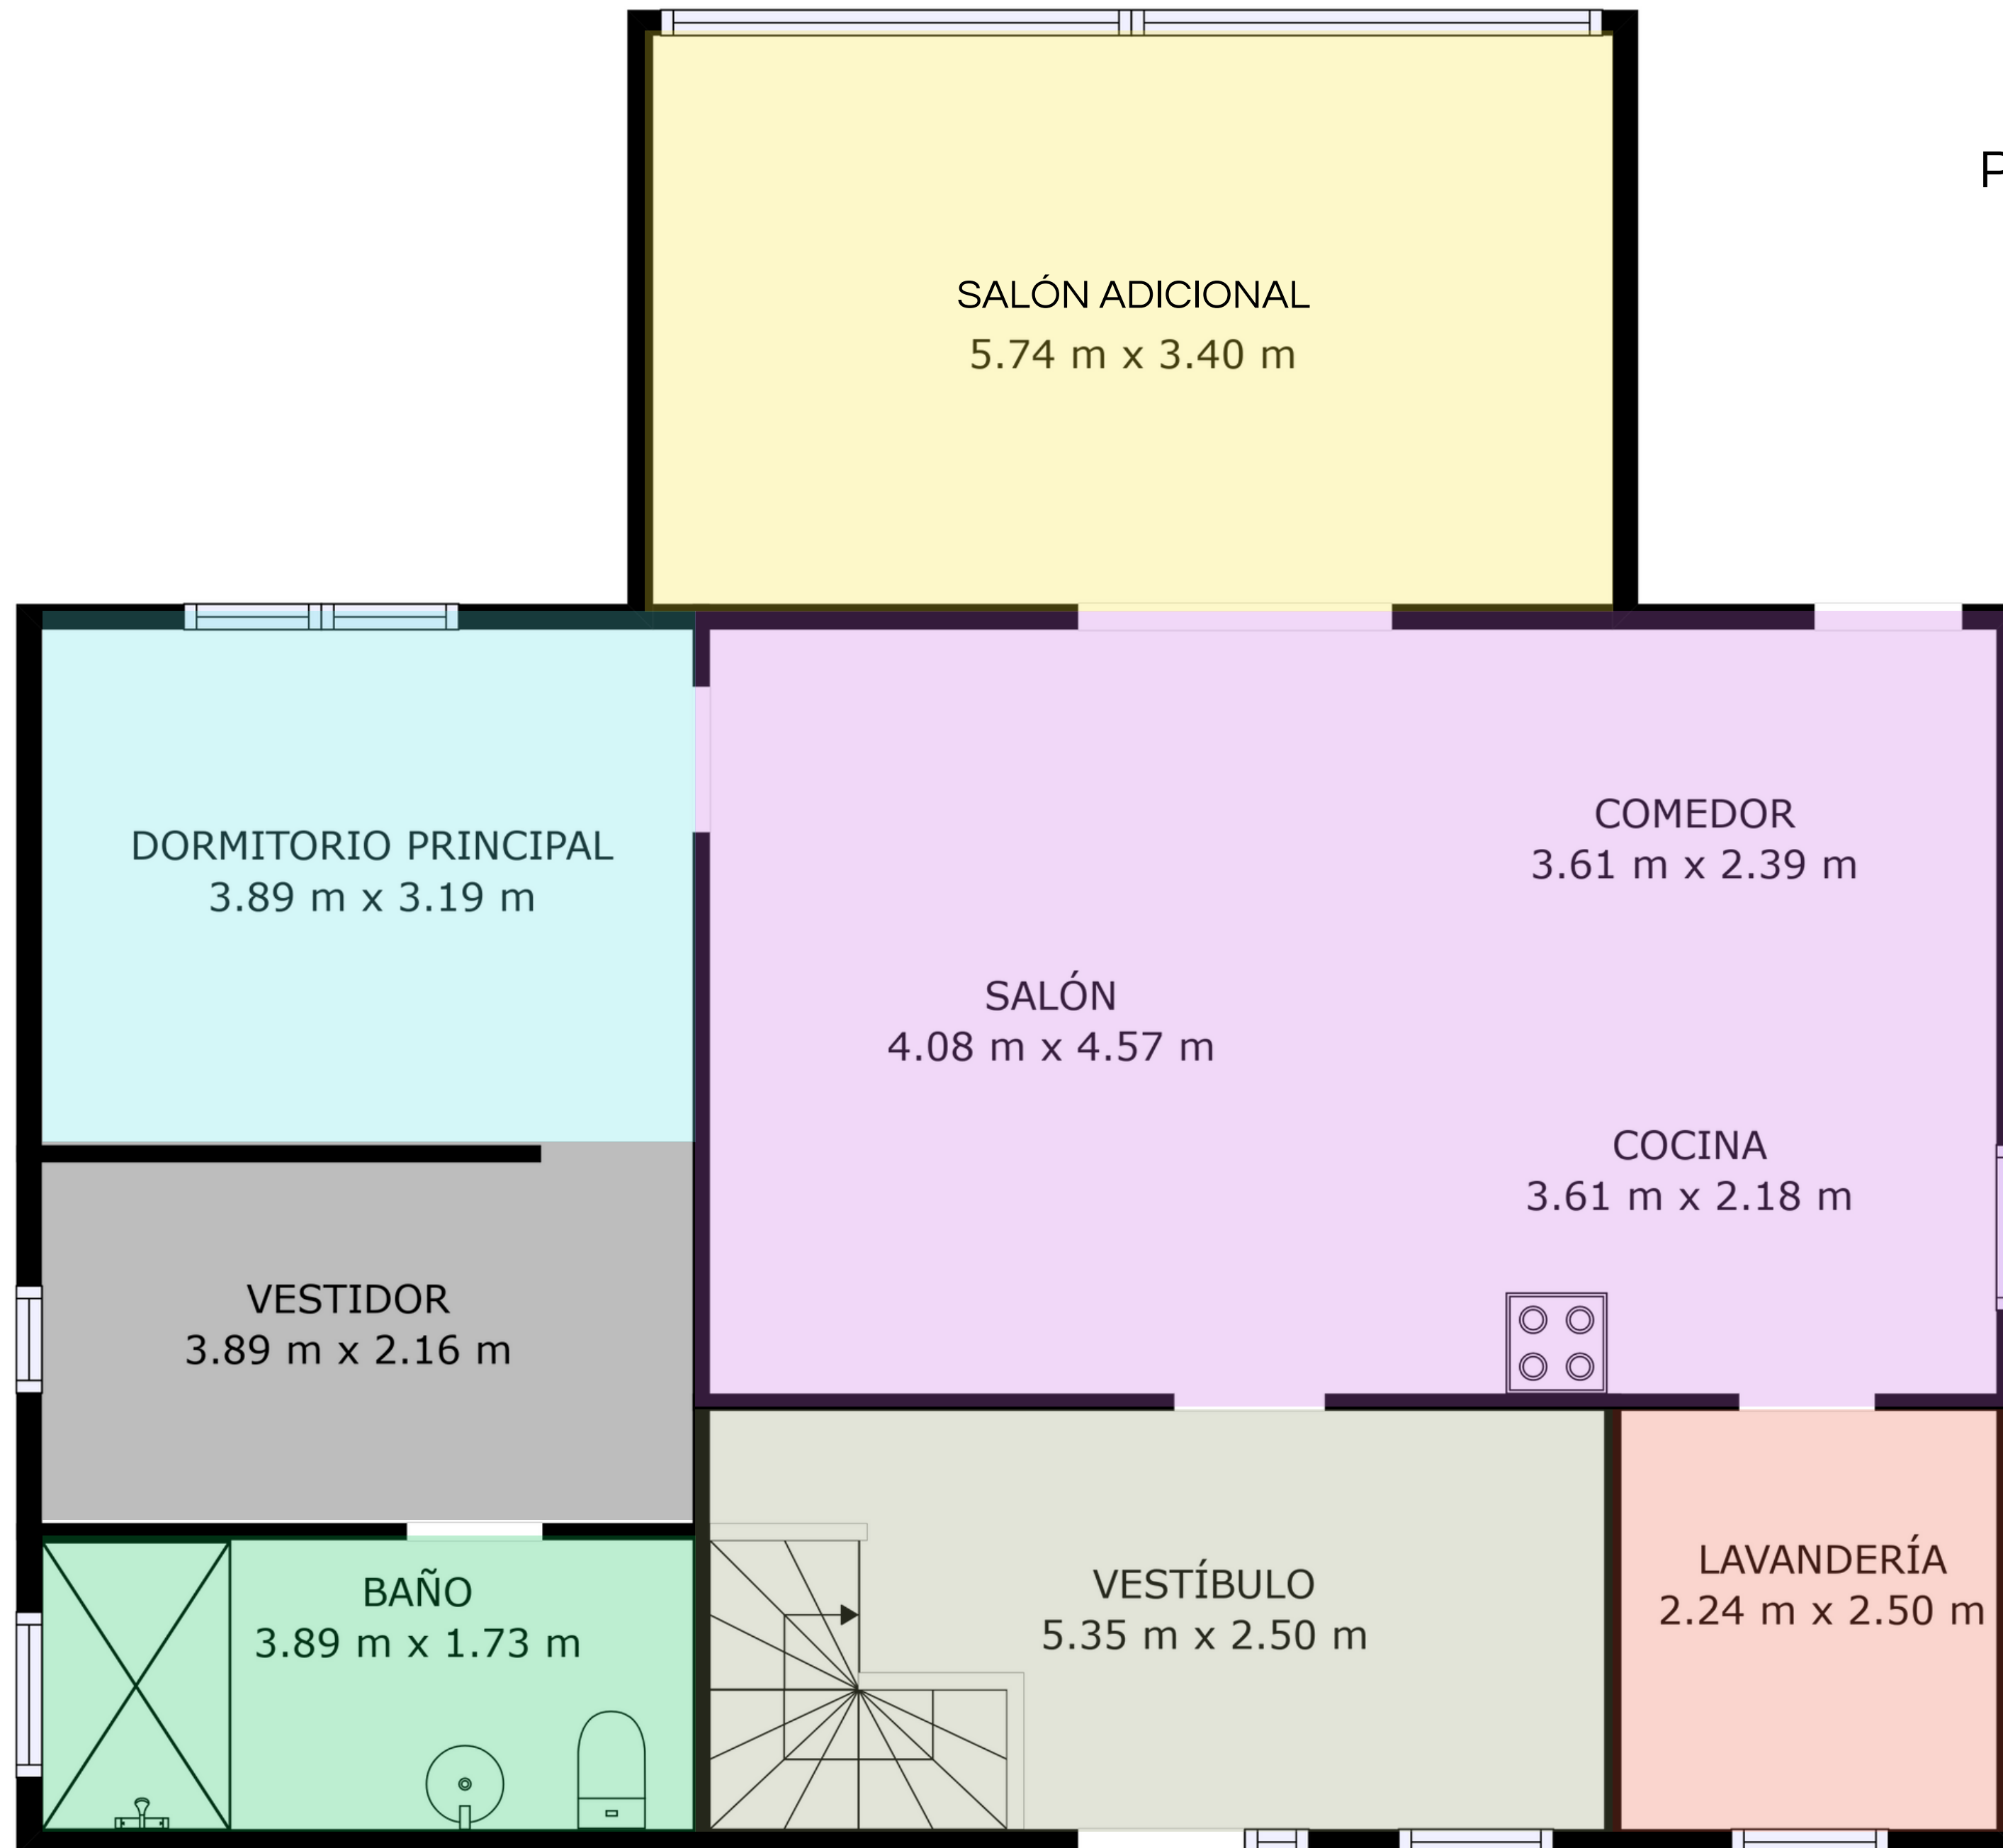 P
SALÓN ADICIONAL
5.74 m x 3.40 m
DORMITORIO PRINCIPAL
3.89 m x 3.19 m
COMEDOR
3.61 m x 2.39 m
SALÓN
4.08 m x 4.57 m
COCINA
3.61 m x 2.18 m
VESTIDOR
3.89 m x 2.16 m
BAÑO
3.89 m x 1.73 m
VESTÍBULO
5.35 m x 2.50 m
LAVANDERÍA
2.24 m x 2.50 m